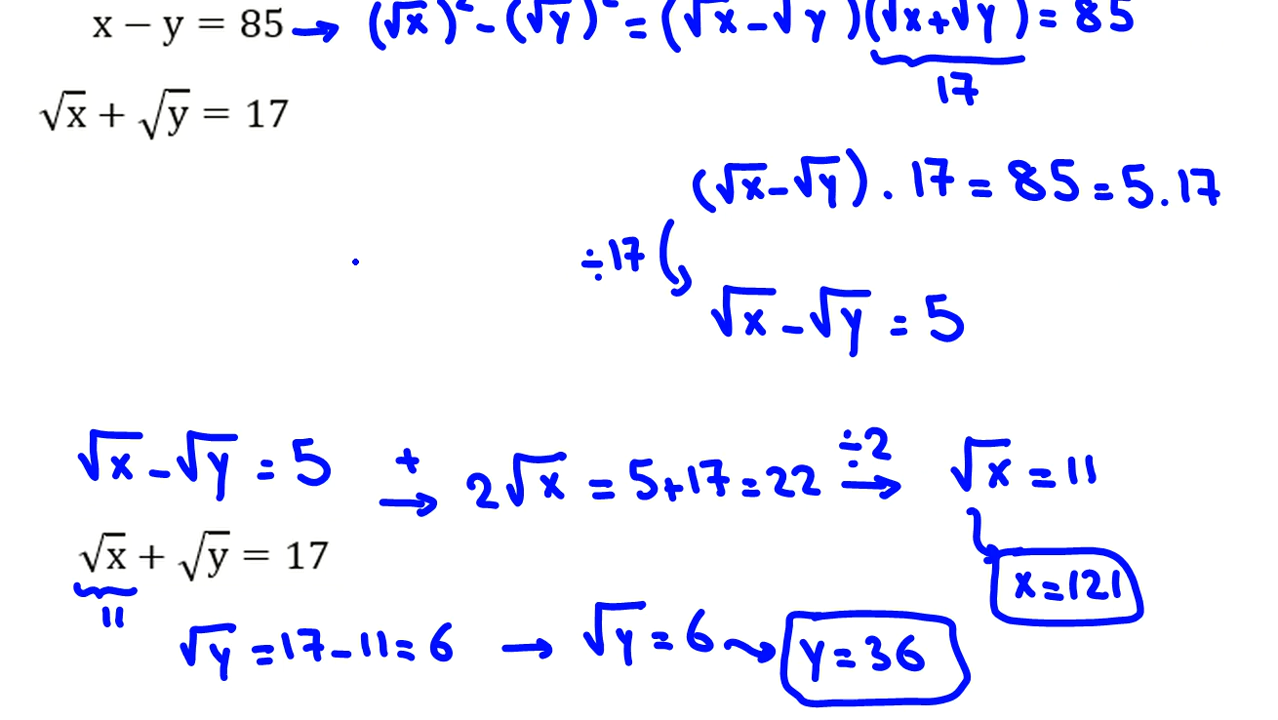 x − y = 85 → (√x)² - (√y)² = (√x - √y)(√x + √y) = 85
17
√x + √y = 17
(√x - √y) . 17 = 85 = 5.17
÷17
√x - √y = 5
√x - √y = 5 +→ 2√x = 5+17 = 22 ÷2→ √x = 11
√x + √y = 17
x = 121
11
√y = 17 - 11 = 6 → √y = 6 → y = 36